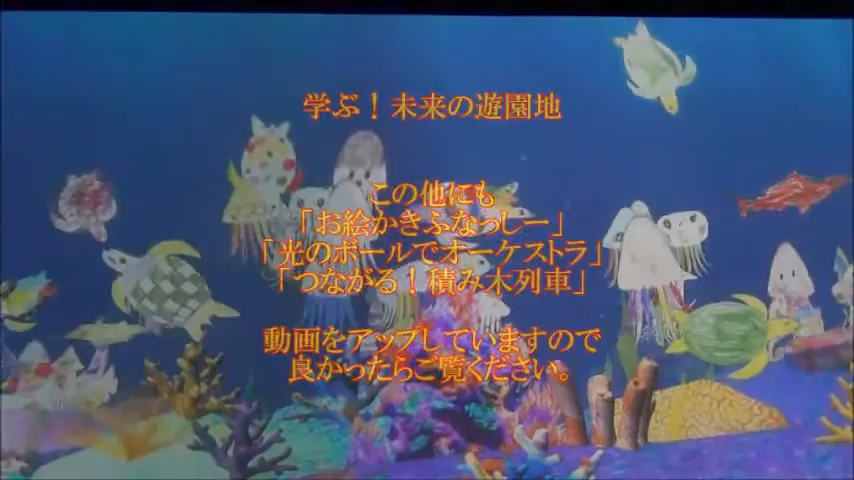 学ぶ！未来の遊園地
この他にも
「お絵かきふなっしー」
「光のボールでオーケストラ」
「つながる！積み木列車」
動画をアップしていますので
良かったらご覧ください。